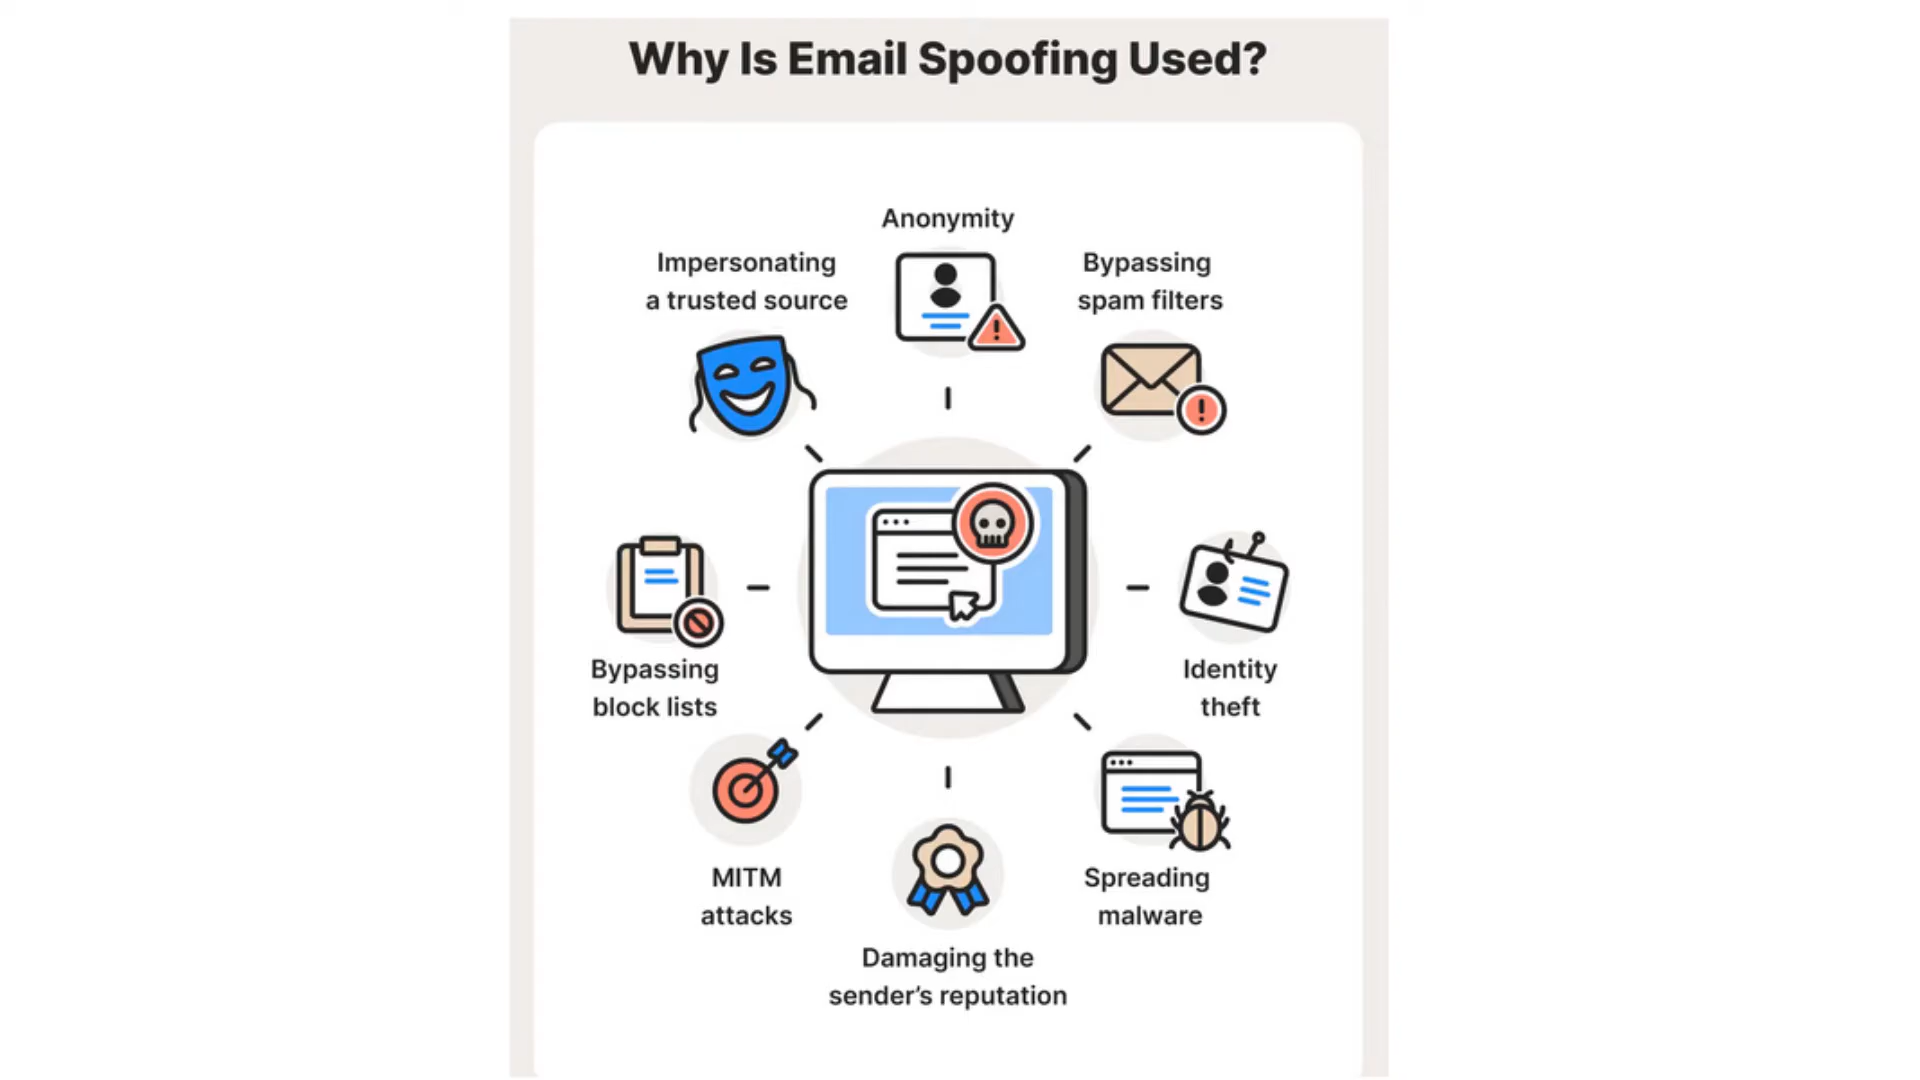 Why Is Email Spoofing Used?
Anonymity
Impersonating
a trusted source
Bypassing
spam filters
Bypassing
block lists
Identity
theft
MITM
attacks
Spreading
malware
Damaging the
sender’s reputation